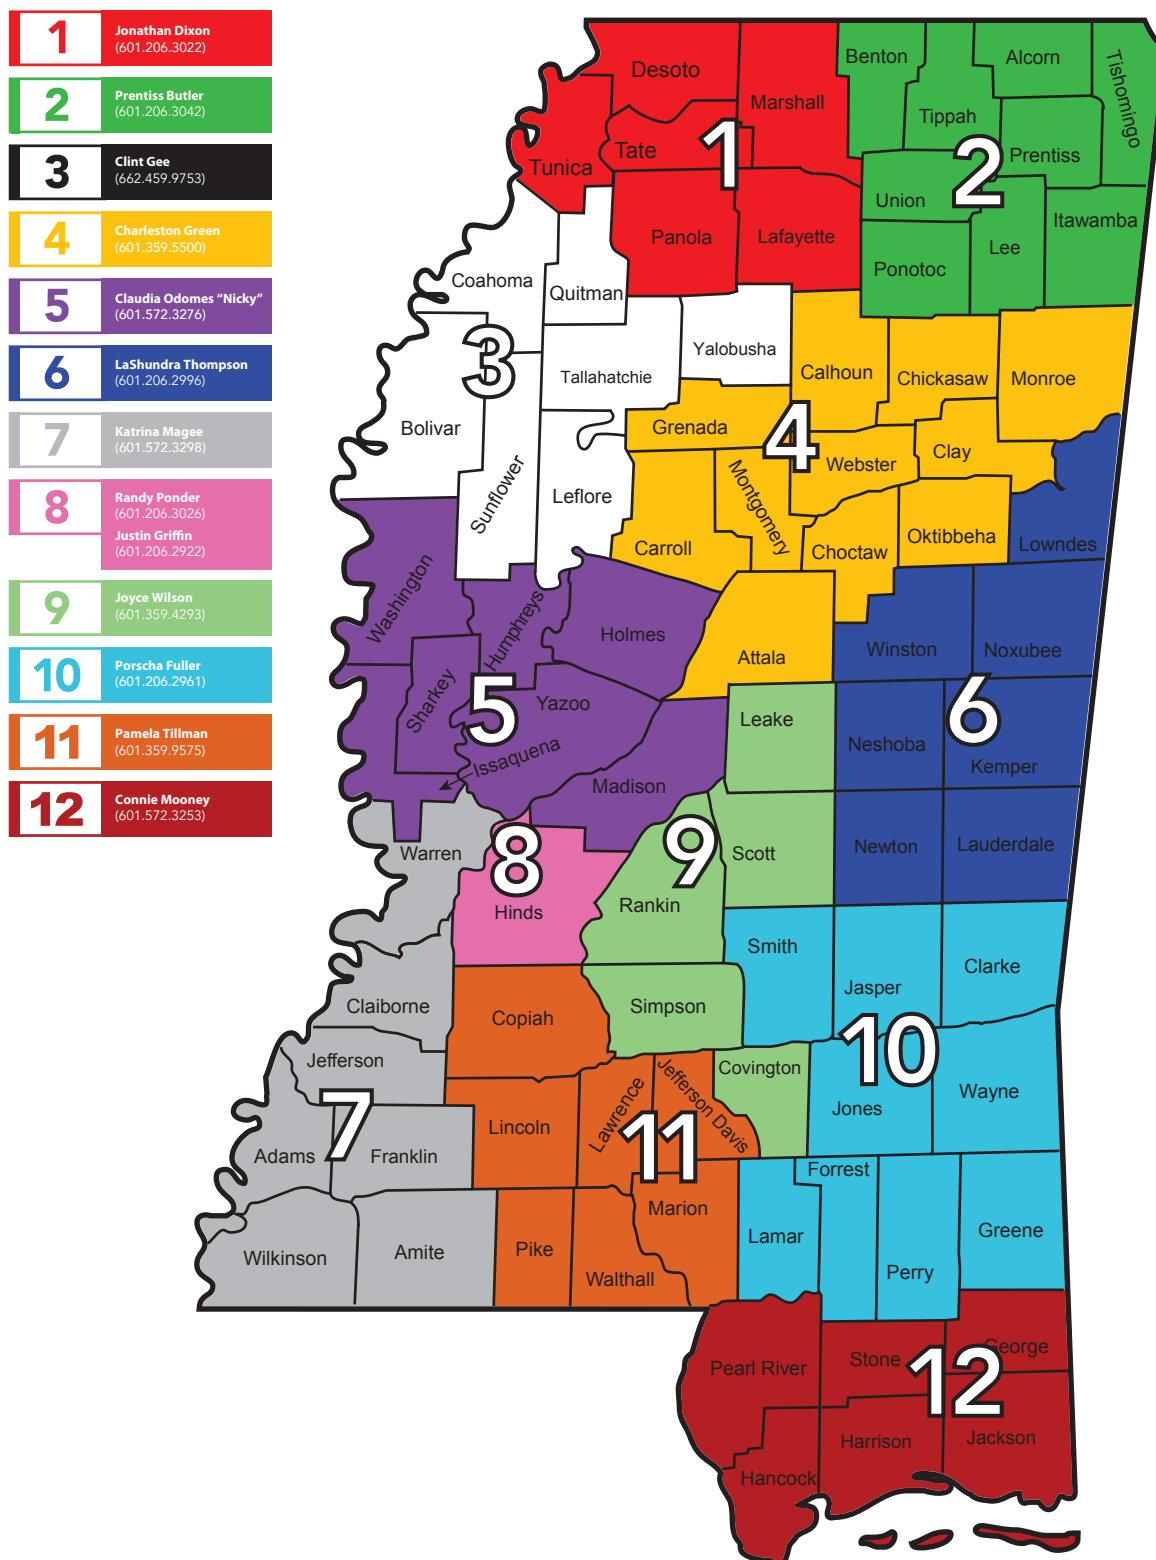 1
Jonathan Dixon
(601.206.3022)
2
Prentiss Butler
(601.206.3042)
3
Clint Gee
(662.459.9753)
4
Charleston Green
(601.359.5500)
5
Claudia Odomes “Nicky”
(601.572.3276)
6
LaShundra Thompson
(601.206.2996)
7
Katrina Magee
(601.572.3298)
8
Randy Ponder
(601.206.3026)
Justin Griffin
(601.206.2922)
9
Joyce Wilson
(601.359.4293)
10
Porscha Fuller
(601.206.2961)
11
Pamela Tillman
(601.359.9575)
12
Connie Mooney
(601.572.3253)
Desoto
Marshall
Tate
Tunica
Panola
Lafayette
1
Benton
Tippah
Alcorn
Tishomingo
Prentiss
Union
Itawamba
Lee
Ponotoc
2
Coahoma
Quitman
Yalobusha
Tallahatchie
Bolivar
Sunflower
Leflore
3
Calhoun
Chickasaw
Monroe
Grenada
Webster
Clay
Montgomery
Carroll
Choctaw
Oktibbeha
Attala
4
Washington
Humphreys
Holmes
Sharkey
Yazoo
Issaquena
Madison
5
Lowndes
Winston
Noxubee
Neshoba
Kemper
Newton
Lauderdale
6
Warren
Claiborne
Jefferson
Adams
Franklin
Wilkinson
Amite
7
Hinds
8
Leake
Scott
Rankin
Simpson
Covington
9
Smith
Jasper
Clarke
Jones
Wayne
Forrest
Lamar
Perry
Greene
10
Copiah
Lincoln
Lawrence
Jefferson Davis
Marion
Pike
Walthall
11
Pearl River
Stone
George
Hancock
Harrison
Jackson
12